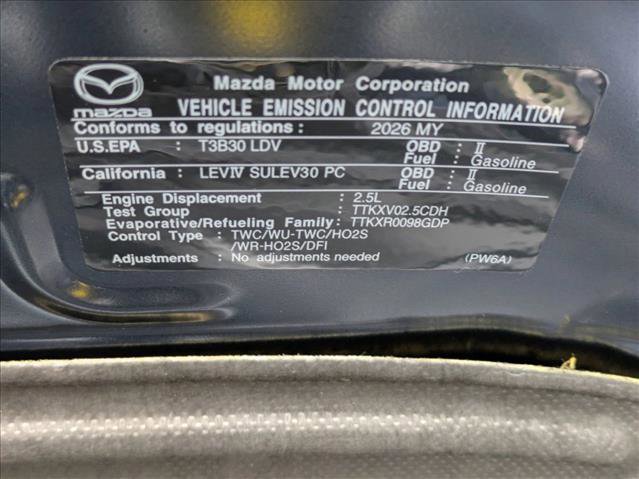 Mazda Motor Corporation
mazda VEHICLE EMISSION CONTROL INFORMATION
Conforms to regulations : 2026 MY
U.S.EPA : T3B30 LDV OBD : II
Fuel : Gasoline
California : LEVIV SULEV30 PC OBD : II
Fuel : Gasoline
Engine Displacement : 2.5L
Test Group : TTKXV02.5CDH
Evaporative/Refueling Family : TTKXR0098GDP
Control Type : TWC/WU-TWC/HO2S
/WR-HO2S/DFI
Adjustments : No adjustments needed (PW6A)